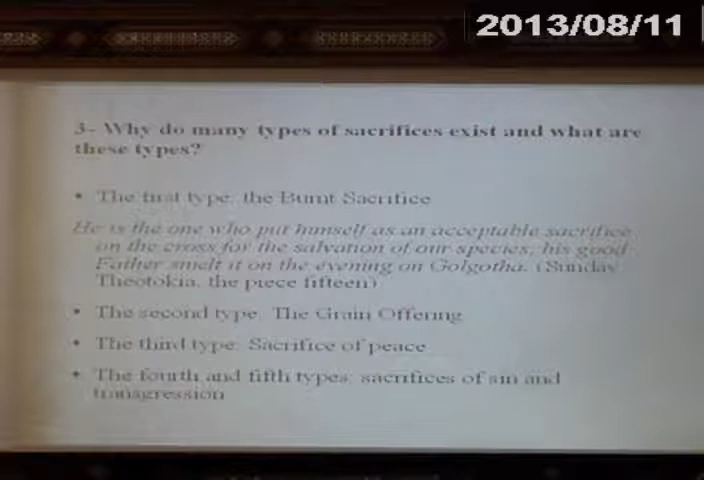 2013/08/11
3- Why do many types of sacrifices exist and what are
these types?
• The first type: the Burnt Sacrifice
He is the one who put himself as an acceptable sacrifice
on the cross for the salvation of our species; his good
Father smelt it on the evening on Golgotha. (Sunday
Theotokia, the piece fifteen)
• The second type: The Grain Offering
• The third type: Sacrifice of peace
• The fourth and fifth types: sacrifices of sin and
transgression